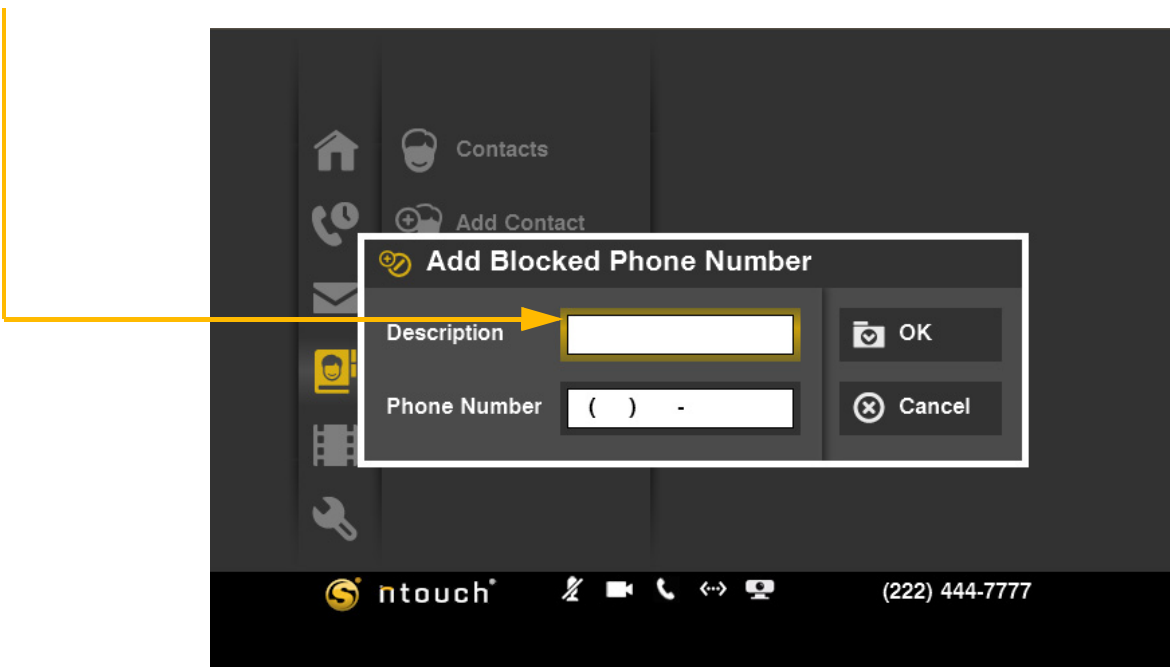 Contacts
Add Contact
Add Blocked Phone Number
Description
OK
Phone Number ( ) -
Cancel
ntouch® (222) 444-7777